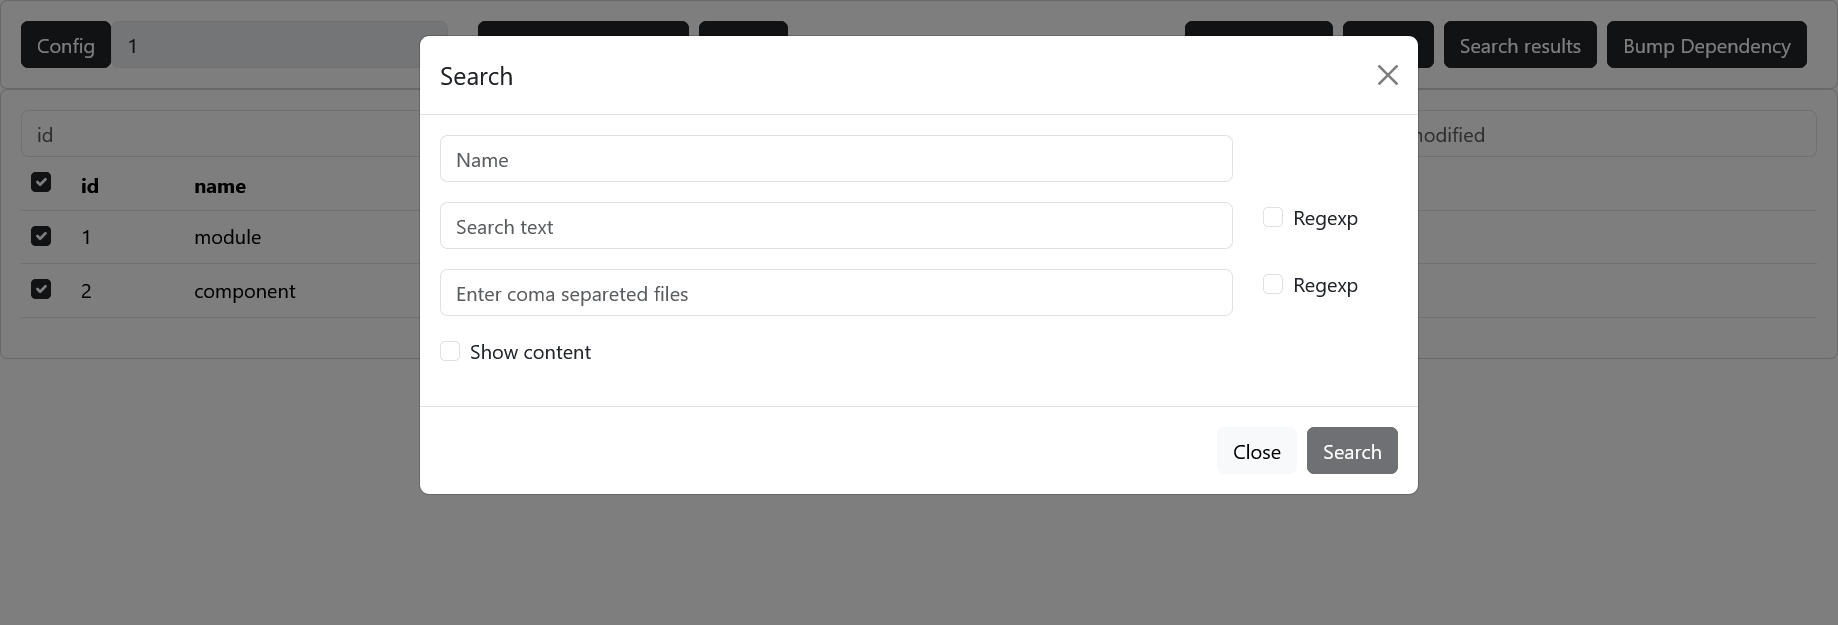 Config 1 Search results Bump Dependency
Search
id odified
Name
id name
Search text Regexp
1 module
Enter coma separeted files Regexp
2 component
Show content
Close Search